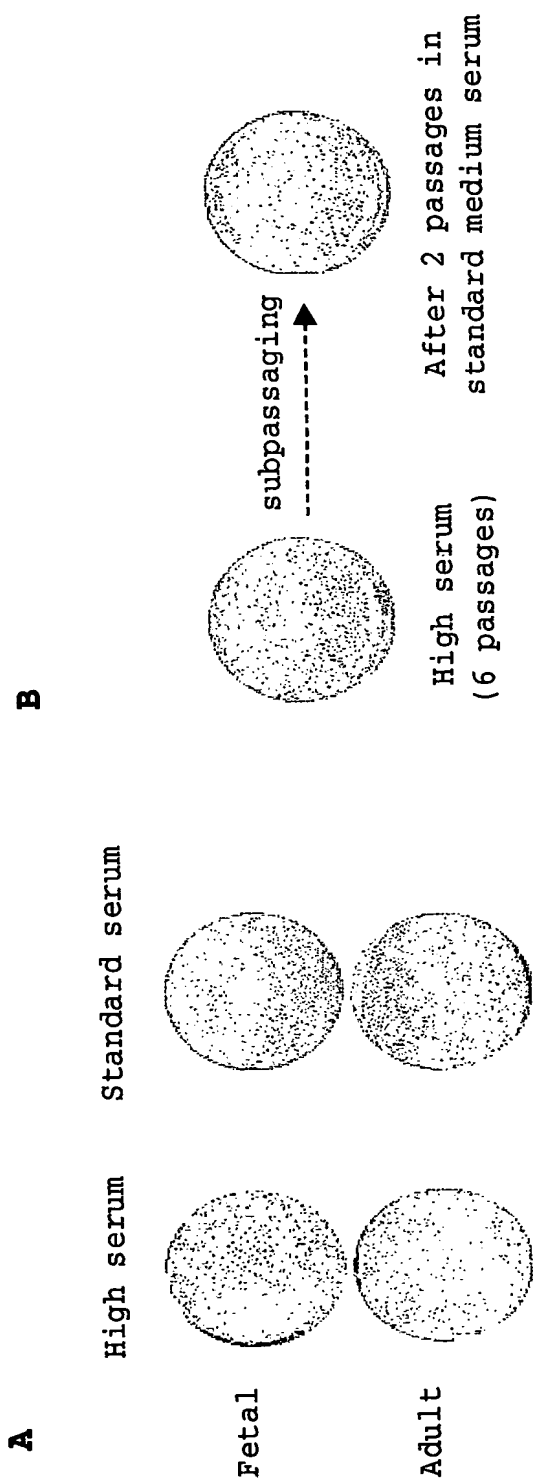 A
High serum
Standard serum
Fetal
Adult
B
subpassaging
High serum
(6 passages)
After 2 passages in
standard medium serum